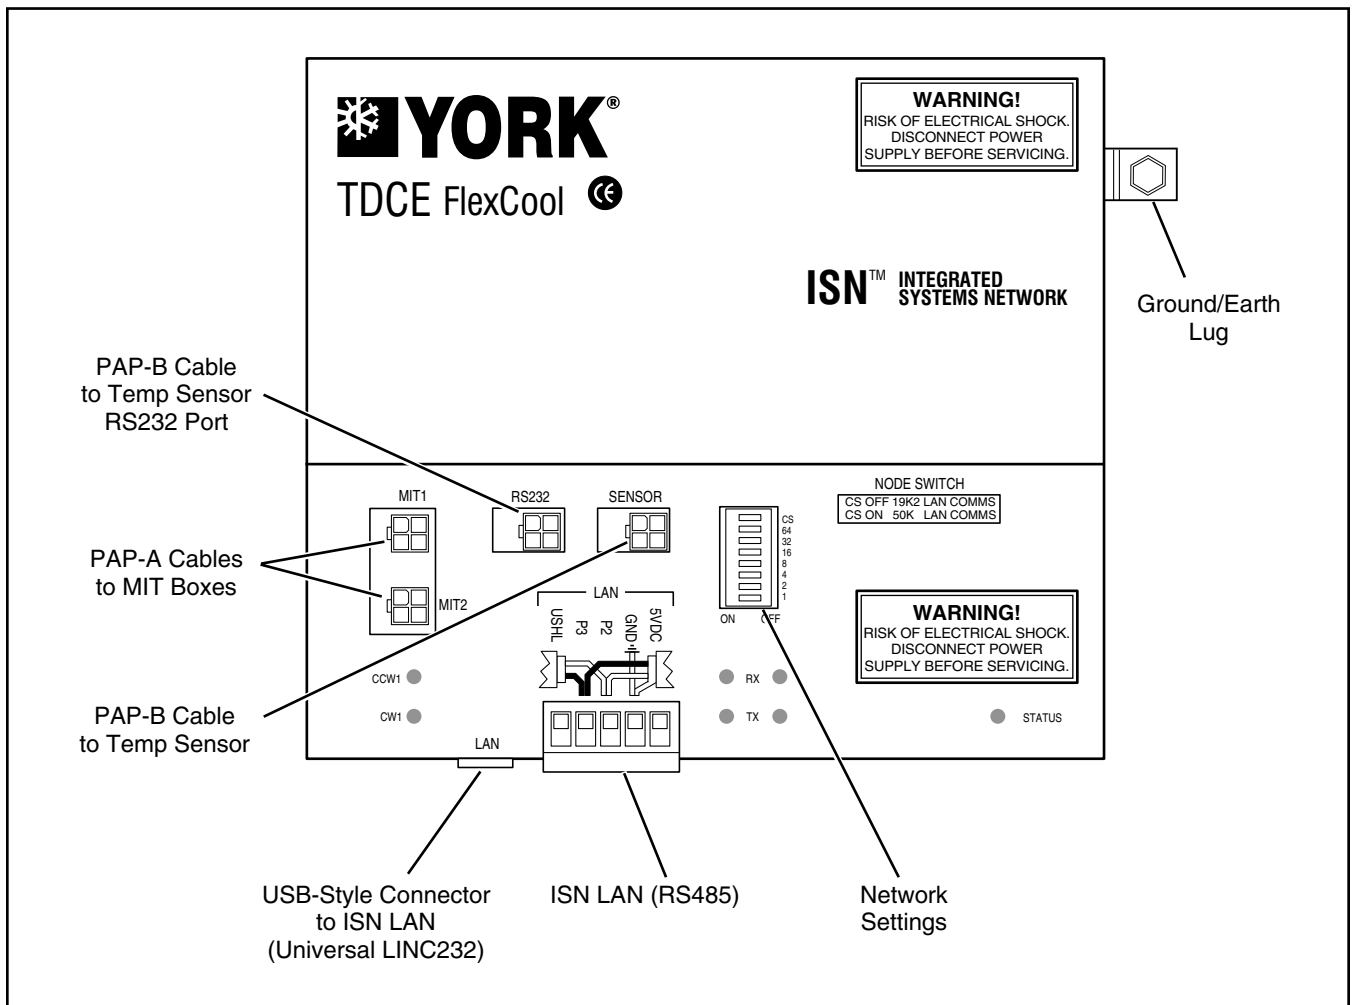 YORK®
TDCE FlexCool CE
WARNING!
RISK OF ELECTRICAL SHOCK.
DISCONNECT POWER
SUPPLY BEFORE SERVICING.
ISN™ INTEGRATED
SYSTEMS NETWORK
Ground/Earth
Lug
PAP-B Cable
to Temp Sensor
RS232 Port
PAP-A Cables
to MIT Boxes
PAP-B Cable
to Temp Sensor
MIT1
MIT2
RS232
SENSOR
NODE SWITCH
CS OFF 19K2 LAN COMMS
CS ON 50K LAN COMMS
CS
64
32
16
8
4
2
1
ON OFF
LAN
USHL
P3
P2
GND
5VDC
WARNING!
RISK OF ELECTRICAL SHOCK.
DISCONNECT POWER
SUPPLY BEFORE SERVICING.
CCW1
CW1
RX
TX
STATUS
LAN
USB-Style Connector
to ISN LAN
(Universal LINC232)
ISN LAN (RS485)
Network
Settings